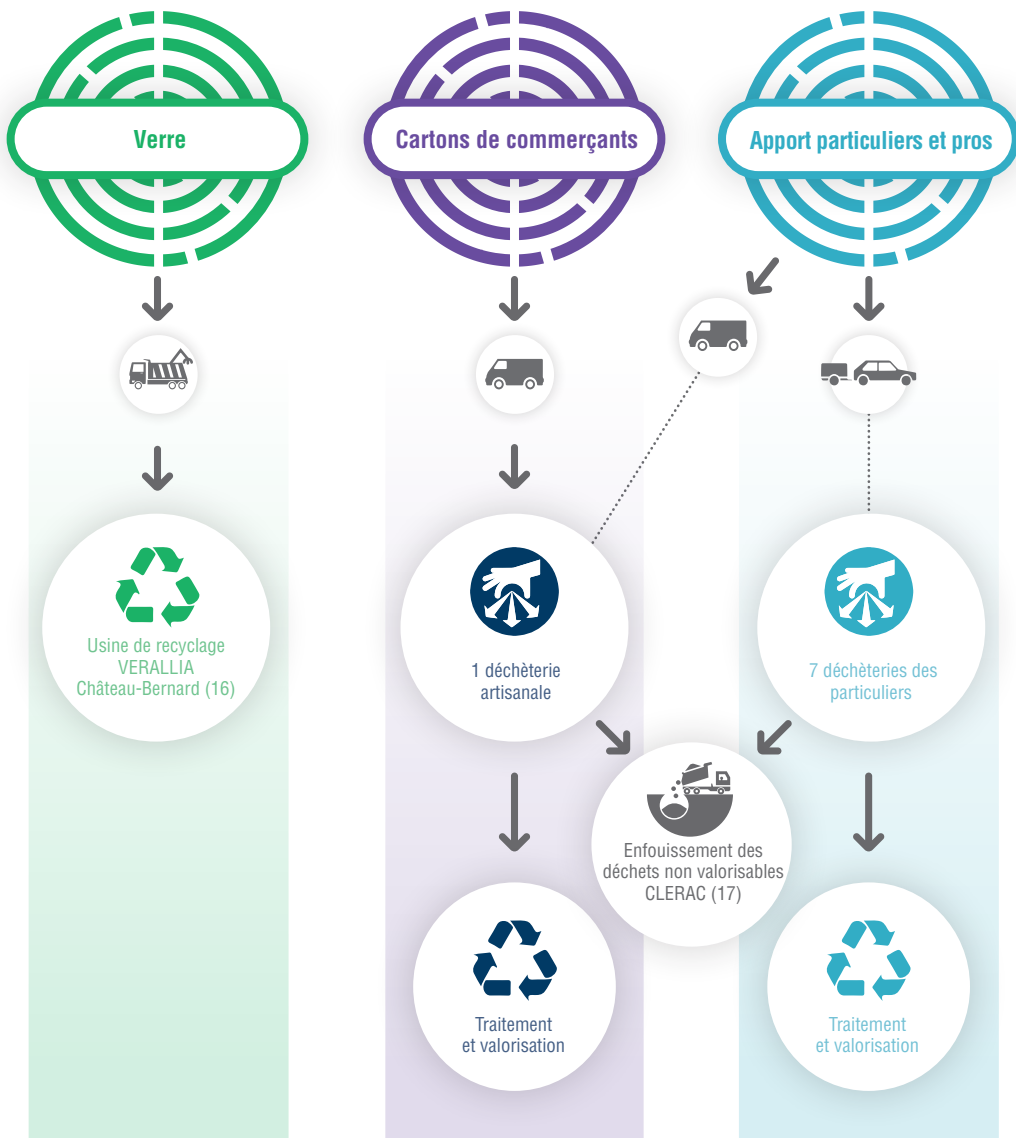 Verre
Cartons de commerçants
Apport particuliers et pros
Usine de recyclage
VERALLIA
Château-Bernard (16)
1 déchèterie
artisanale
7 déchèteries des
particuliers
Enfouissement des
déchets non valorisables
CLERAC (17)
Traitement
et valorisation
Traitement
et valorisation